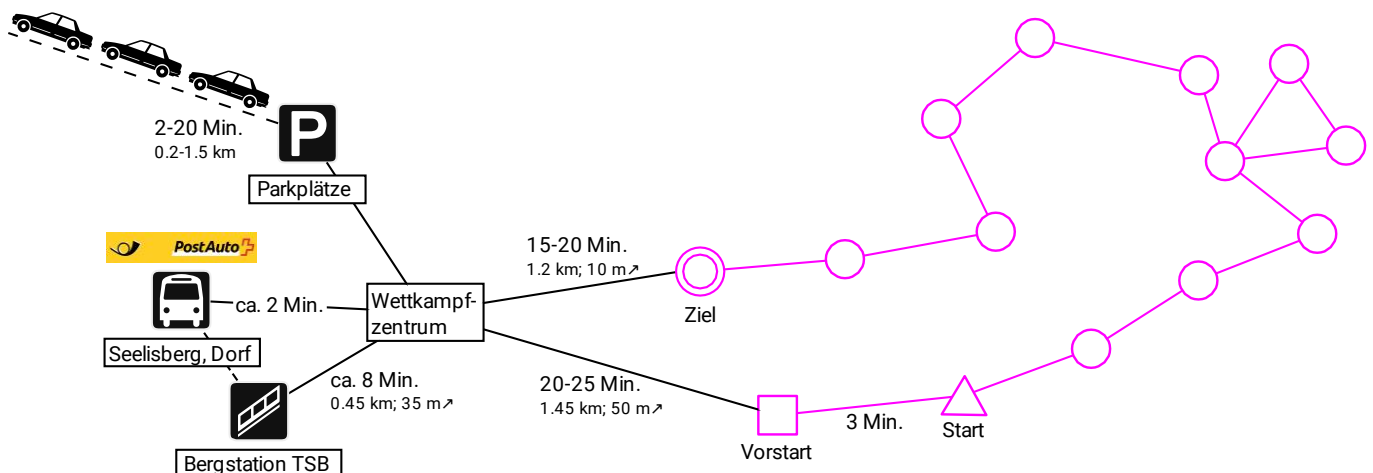 2-20 Min.
0.2-1.5 km
P
Parkplätze
PostAuto
ca. 2 Min.
Seelisberg, Dorf
Wettkampf-
zentrum
ca. 8 Min.
0.45 km; 35 m↗
Bergstation TSB
15-20 Min.
1.2 km; 10 m↗
Ziel
20-25 Min.
1.45 km; 50 m↗
Vorstart
3 Min.
Start